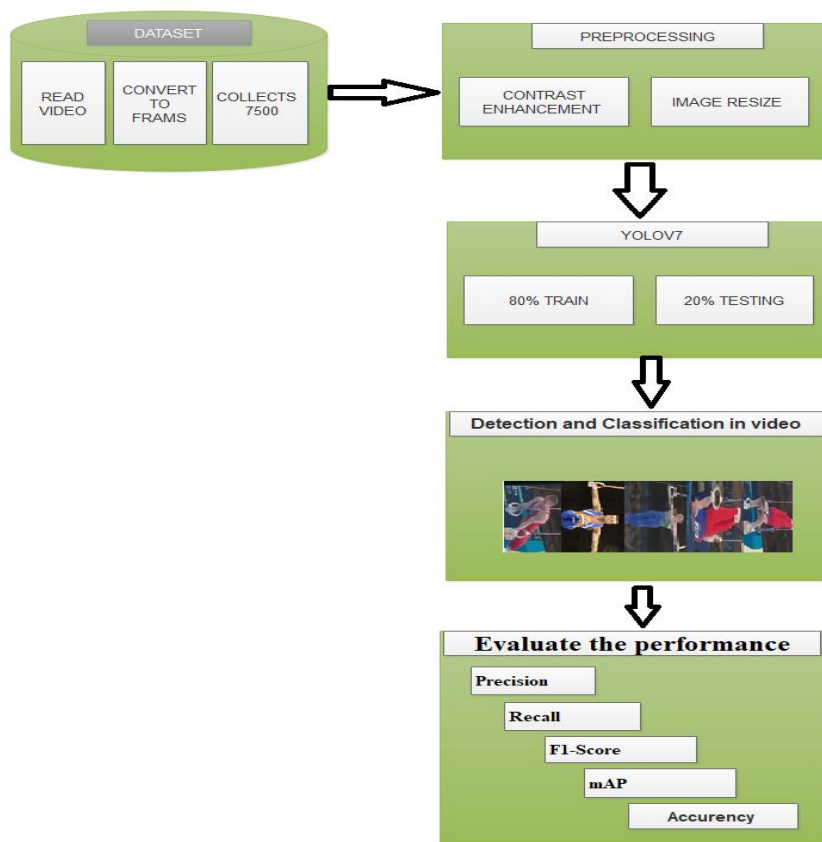 DATASET
READ
VIDEO
CONVERT
TO
FRAMS
COLLECTS
7500
PREPROCESSING
CONTRAST
ENHANCEMENT
IMAGE RESIZE
YOLOV7
80% TRAIN
20% TESTING
Detection and Classification in video
Evaluate the performance
Precision
Recall
F1-Score
mAP
Accurency